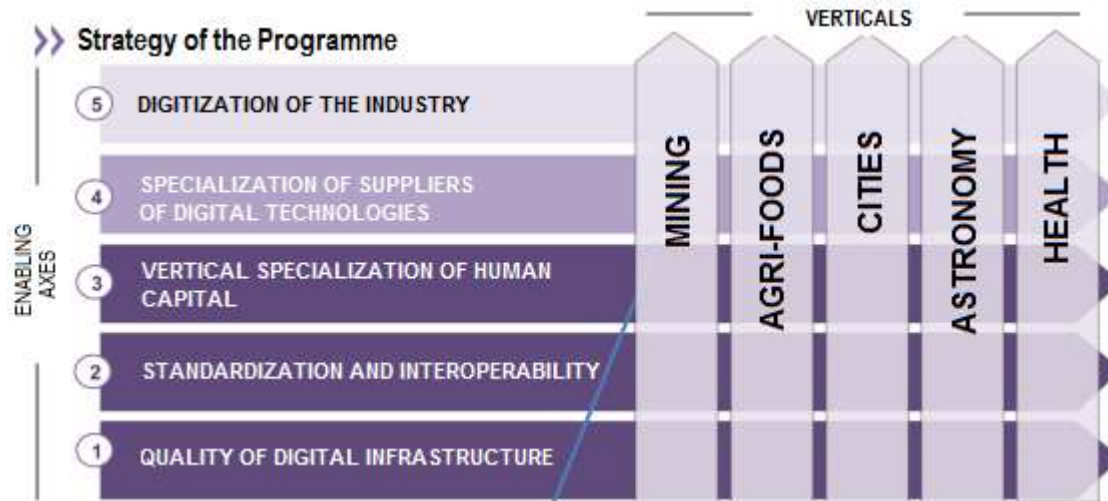 VERTICALS
Strategy of the Programme
5 DIGITIZATION OF THE INDUSTRY
4 SPECIALIZATION OF SUPPLIERS
OF DIGITAL TECHNOLOGIES
3 VERTICAL SPECIALIZATION OF HUMAN
CAPITAL
2 STANDARDIZATION AND INTEROPERABILITY
1 QUALITY OF DIGITAL INFRASTRUCTURE
ENABLING
AXES
MINING
AGRI-FOODS
CITIES
ASTRONOMY
HEALTH